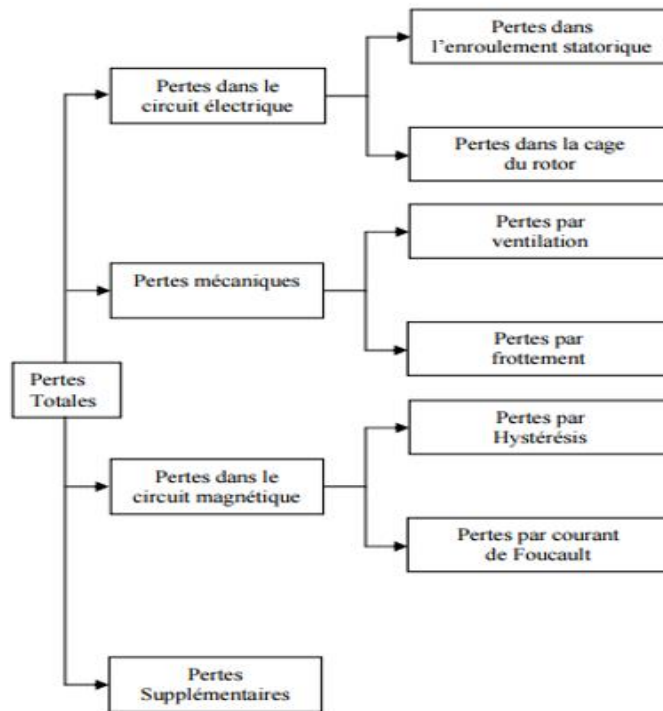 Pertes dans
l'enroulement statorique
Pertes dans le
circuit électrique
Pertes dans la cage
du rotor
Pertes par
ventilation
Pertes mécaniques
Pertes par
frottement
Pertes
Totales
Pertes par
Hystérésis
Pertes dans le
circuit magnétique
Pertes par courant
de Foucault
Pertes
Supplémentaires